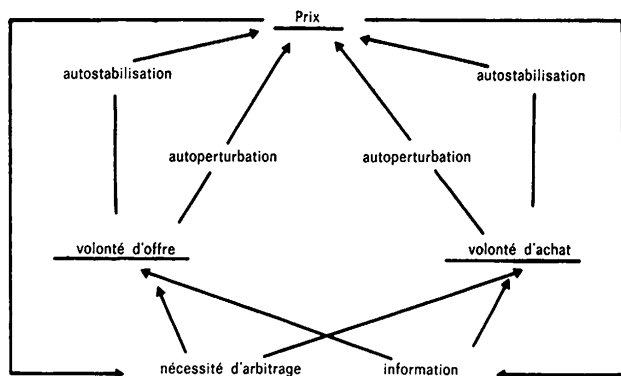 Prix
autostabilisation
autostabilisation
autoperturbation
autoperturbation
volonté d'offre
volonté d'achat
nécessité d'arbitrage
information